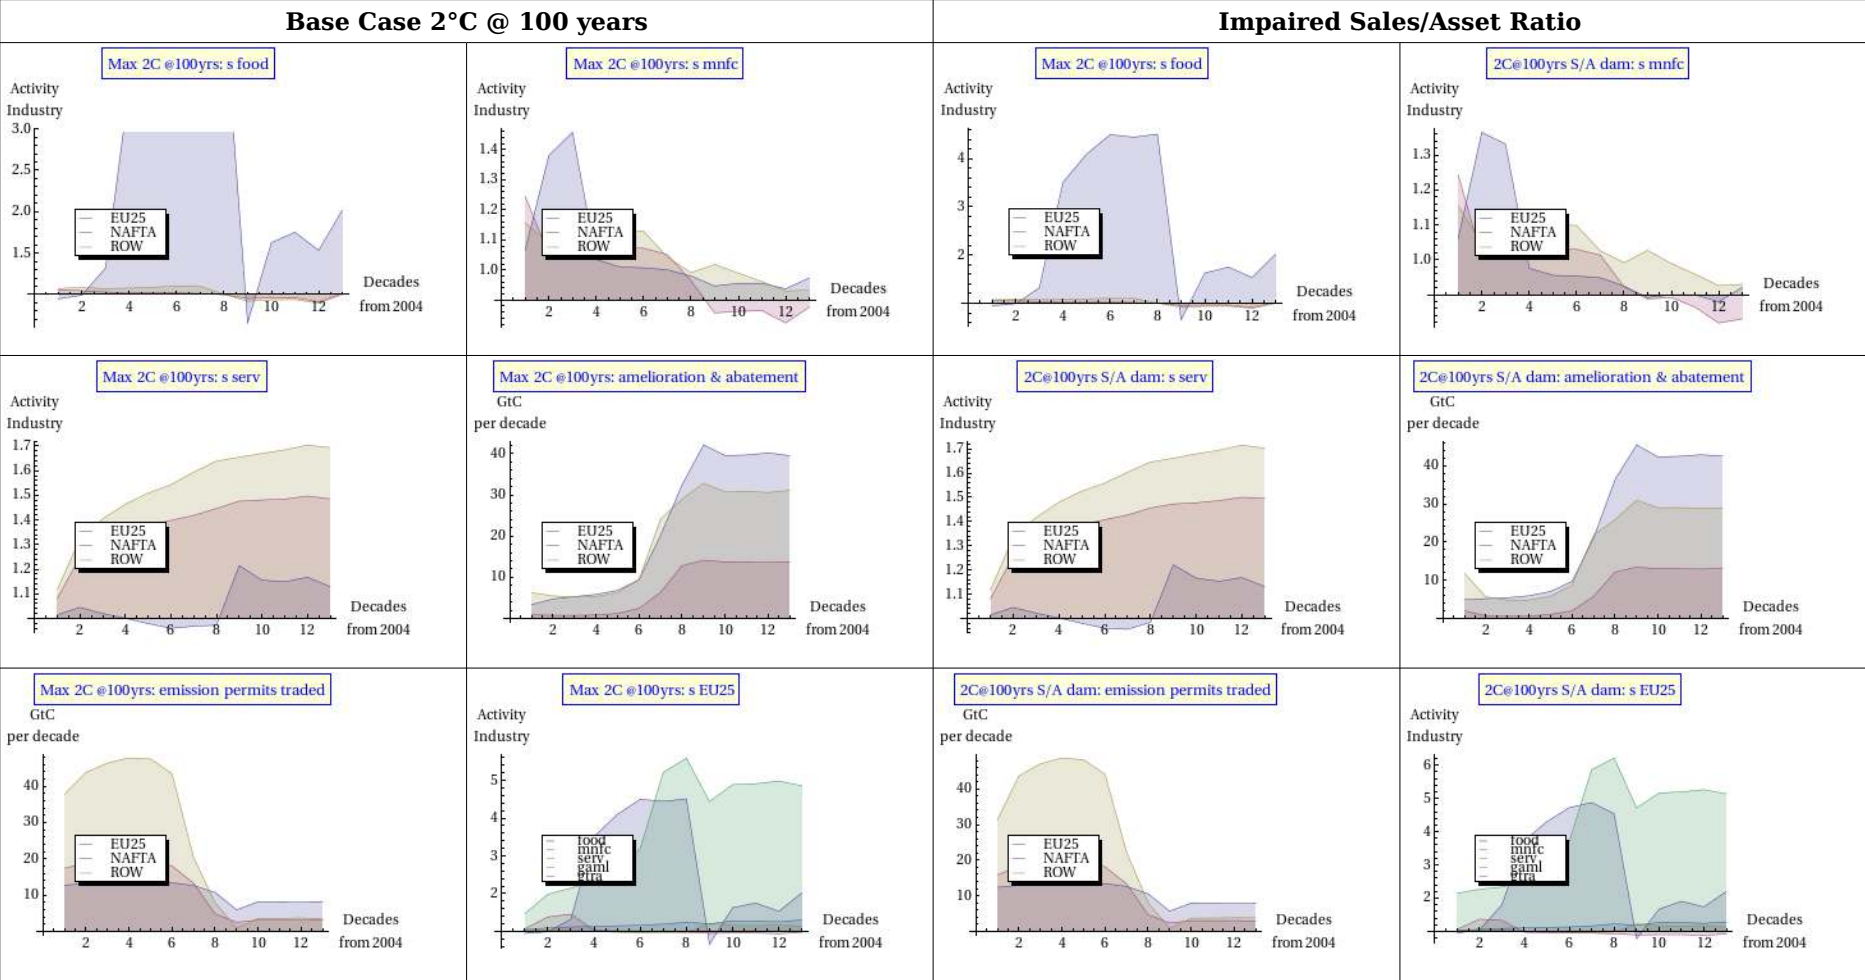 Base Case 2°C @ 100 years
Impaired Sales/Asset Ratio
Max 2C @100yrs: s food
Activity
Industry
3.0
2.5
2.0
1.5
EU25
NAFTA
ROW
2 4 6 8 10 12
Decades
from 2004
Max 2C @100yrs: s mnfc
Activity
Industry
1.4
1.3
1.2
1.1
1.0
EU25
NAFTA
ROW
2 4 6 8 10 12
Decades
from 2004
Max 2C @100yrs: s food
Activity
Industry
4
3
2
EU25
NAFTA
ROW
2 4 6 8 10 12
Decades
from 2004
2C@100yrs S/A dam: s mnfc
Activity
Industry
1.3
1.2
1.1
1.0
EU25
NAFTA
ROW
2 4 6 8 10 12
Decades
from 2004
Max 2C @100yrs: s serv
Activity
Industry
1.7
1.6
1.5
1.4
1.3
1.2
1.1
EU25
NAFTA
ROW
2 4 6 8 10 12
Decades
from 2004
Max 2C @100yrs: amelioration & abatement
GtC
per decade
40
30
20
10
EU25
NAFTA
ROW
2 4 6 8 10 12
Decades
from 2004
2C@100yrs S/A dam: s serv
Activity
Industry
1.7
1.6
1.5
1.4
1.3
1.2
1.1
EU25
NAFTA
ROW
2 4 6 8 10 12
Decades
from 2004
2C@100yrs S/A dam: amelioration & abatement
GtC
per decade
40
30
20
10
EU25
NAFTA
ROW
2 4 6 8 10 12
Decades
from 2004
Max 2C @100yrs: emission permits traded
GtC
per decade
40
30
20
10
EU25
NAFTA
ROW
2 4 6 8 10 12
Decades
from 2004
Max 2C @100yrs: s EU25
Activity
Industry
5
4
3
2
food
mnfc
serv
gaml
gtra
2 4 6 8 10 12
Decades
from 2004
2C@100yrs S/A dam: emission permits traded
GtC
per decade
40
30
20
10
EU25
NAFTA
ROW
2 4 6 8 10 12
Decades
from 2004
2C@100yrs S/A dam: s EU25
Activity
Industry
6
5
4
3
2
food
mnfc
serv
gaml
gtra
2 4 6 8 10 12
Decades
from 2004